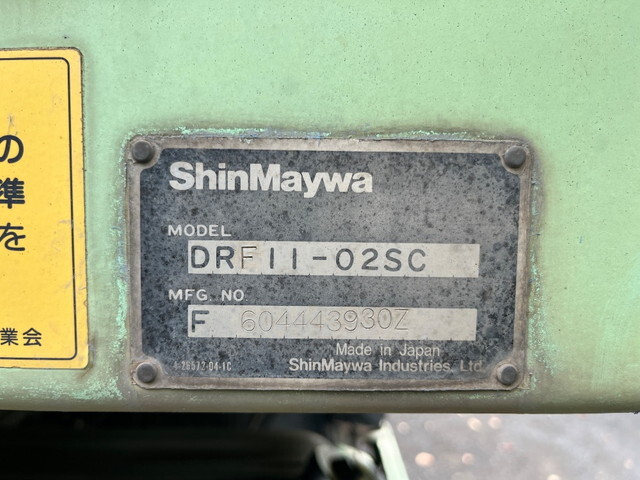 の
準
を
業会
ShinMaywa
MODEL
DRF11-02SC
MFG. NO
F 604443930Z
Made in Japan
ShinMaywa Industries, Ltd.